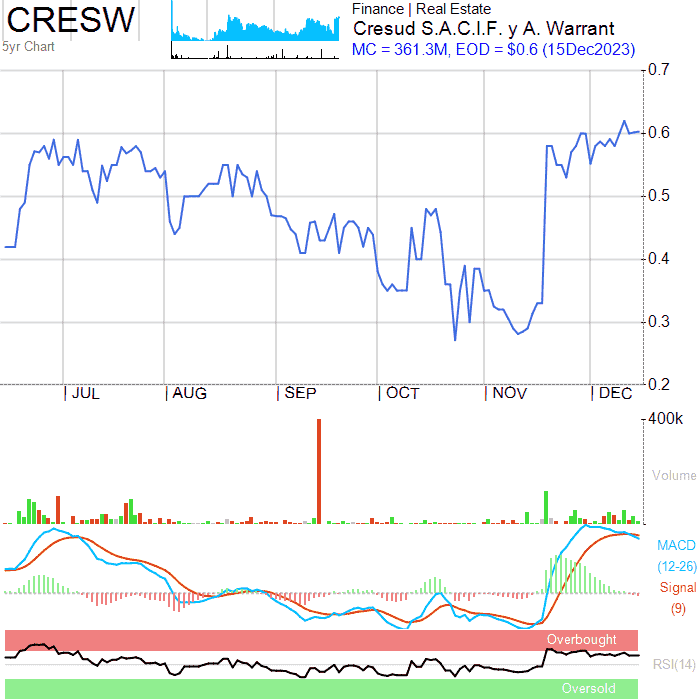 CRESW
5yr Chart
Finance | Real Estate
Cresud S.A.C.I.F. y A. Warrant
MC = 361.3M, EOD = $0.6 (15Dec2023)
0.7
0.6
0.5
0.4
0.3
0.2
JUL AUG SEP OCT NOV DEC
400k
Volume
MACD
(12-26)
Signal
(9)
Overbought
RSI(14)
Oversold